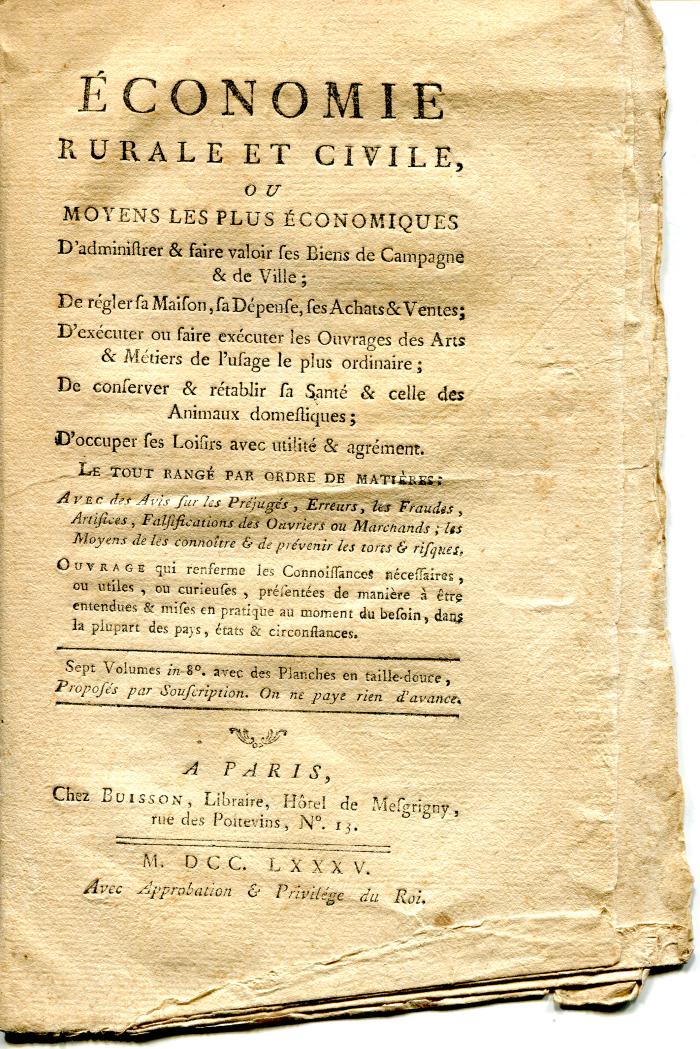 ÉCONOMIE
RURALE ET CIVILE,
OU
MOYENS LES PLUS ÉCONOMIQUES
D'adminiſtrer & faire valoir ſes Biens de Campagne
& de Ville ;
De régler ſa Maiſon, ſa Dépenſe, ſes Achats & Ventes;
D'exécuter ou faire exécuter les Ouvrages des Arts
& Métiers de l'uſage le plus ordinaire ;
De conſerver & rétablir ſa Santé & celle des
Animaux domeſtiques ;
D'occuper ſes Loiſirs avec utilité & agrément.
LE TOUT RANGÉ PAR ORDRE DE MATIÈRES:
AVEC des Avis ſur les Préjugés, Erreurs, les Fraudes,
Artifices, Falſifications des Ouvriers ou Marchands ; les
Moyens de les connoître & de prévenir les torts & riſques.
OUVRAGE qui renferme les Connoiſſances néceſſaires,
ou utiles, ou curieuſes, préſentées de manière à être
entendues & miſes en pratique au moment du beſoin, dans
la plupart des pays, états & circonſtances.
Sept Volumes in-8°. avec des Planches en taille-douce,
Propoſés par Souſcription. On ne paye rien d'avance.
A PARIS,
Chez BUISSON, Libraire, Hôtel de Meſgrigny,
rue des Poitevins, N°. 13.
M. DCC. LXXXV.
Avec Approbation & Privilége du Roi.